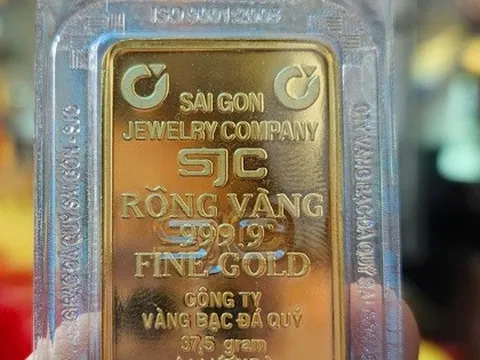 ISO 9001:2008
SÀI GON
JEWELRY COMPANY
SJC
RỒNG VÀNG
999.9
FINE GOLD
CÔNG TY
VÀNG BẠC ĐÁ QUÝ
37,5 gram